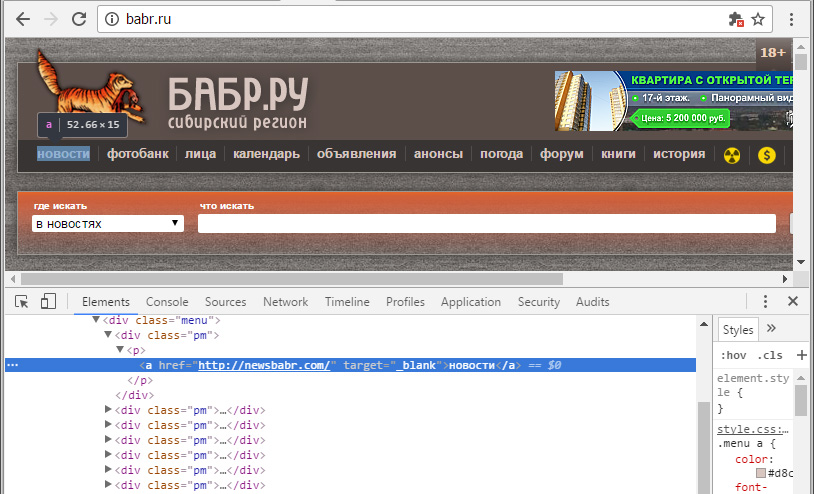 babr.ru
18+
БАБР.РУ
сибирский регион
КВАРТИРА С ОТКРЫТОЙ ТЕР
17-й этаж. Панорамный вид
Цена: 5 200 000 руб.
a 52.66×15
новости фотобанк лица календарь объявления анонсы погода форум книги история $
где искать что искать
в новостях
Elements Console Sources Network Timeline Profiles Application Security Audits
<div class="menu">
<div class="pm">
<p>
<a href="http://newsbabr.com/" target="_blank">новости</a> == $0
</p>
</div>
<div class="pm">…</div>
<div class="pm">…</div>
<div class="pm">…</div>
<div class="pm">…</div>
<div class="pm">…</div>
<div class="pm">…</div>
Styles »
:hov .cls +
element.sty
le {
}
style.css:…
.menu a {
color:
#d8c
font-